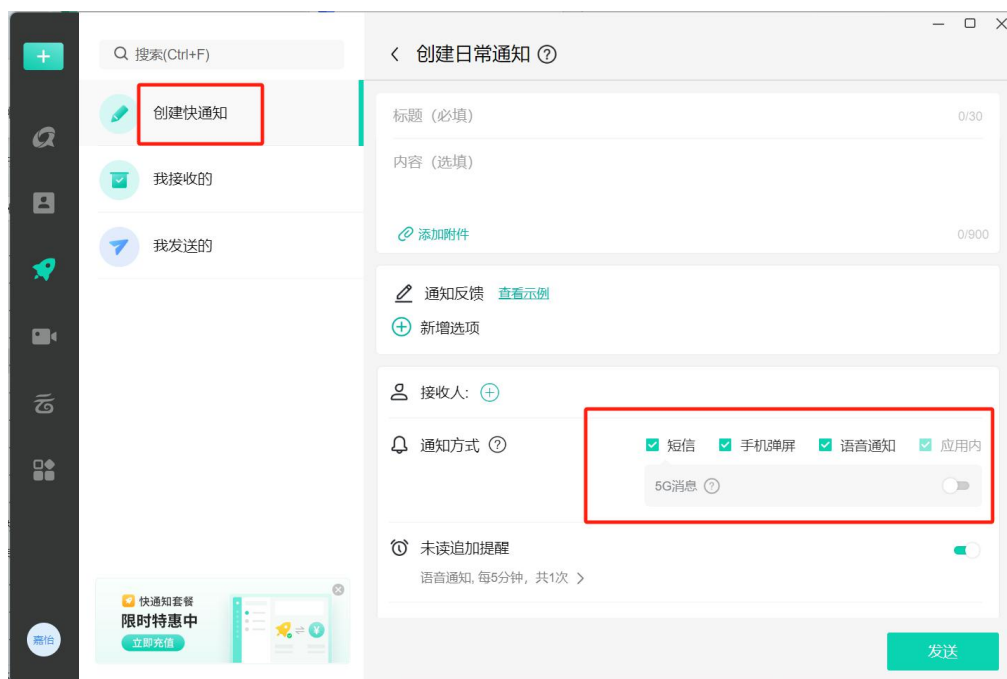 搜索(Ctrl+F)
创建快通知
我接收的
我发送的
快通知套餐
限时特惠中
立即充值
嘉怡
创建日常通知
标题（必填）
0/30
内容（选填）
添加附件
0/900
通知反馈 查看示例
新增选项
接收人:
通知方式 短信 手机弹屏 语音通知 应用内
5G消息
未读追加提醒
语音通知, 每5分钟，共1次
发送